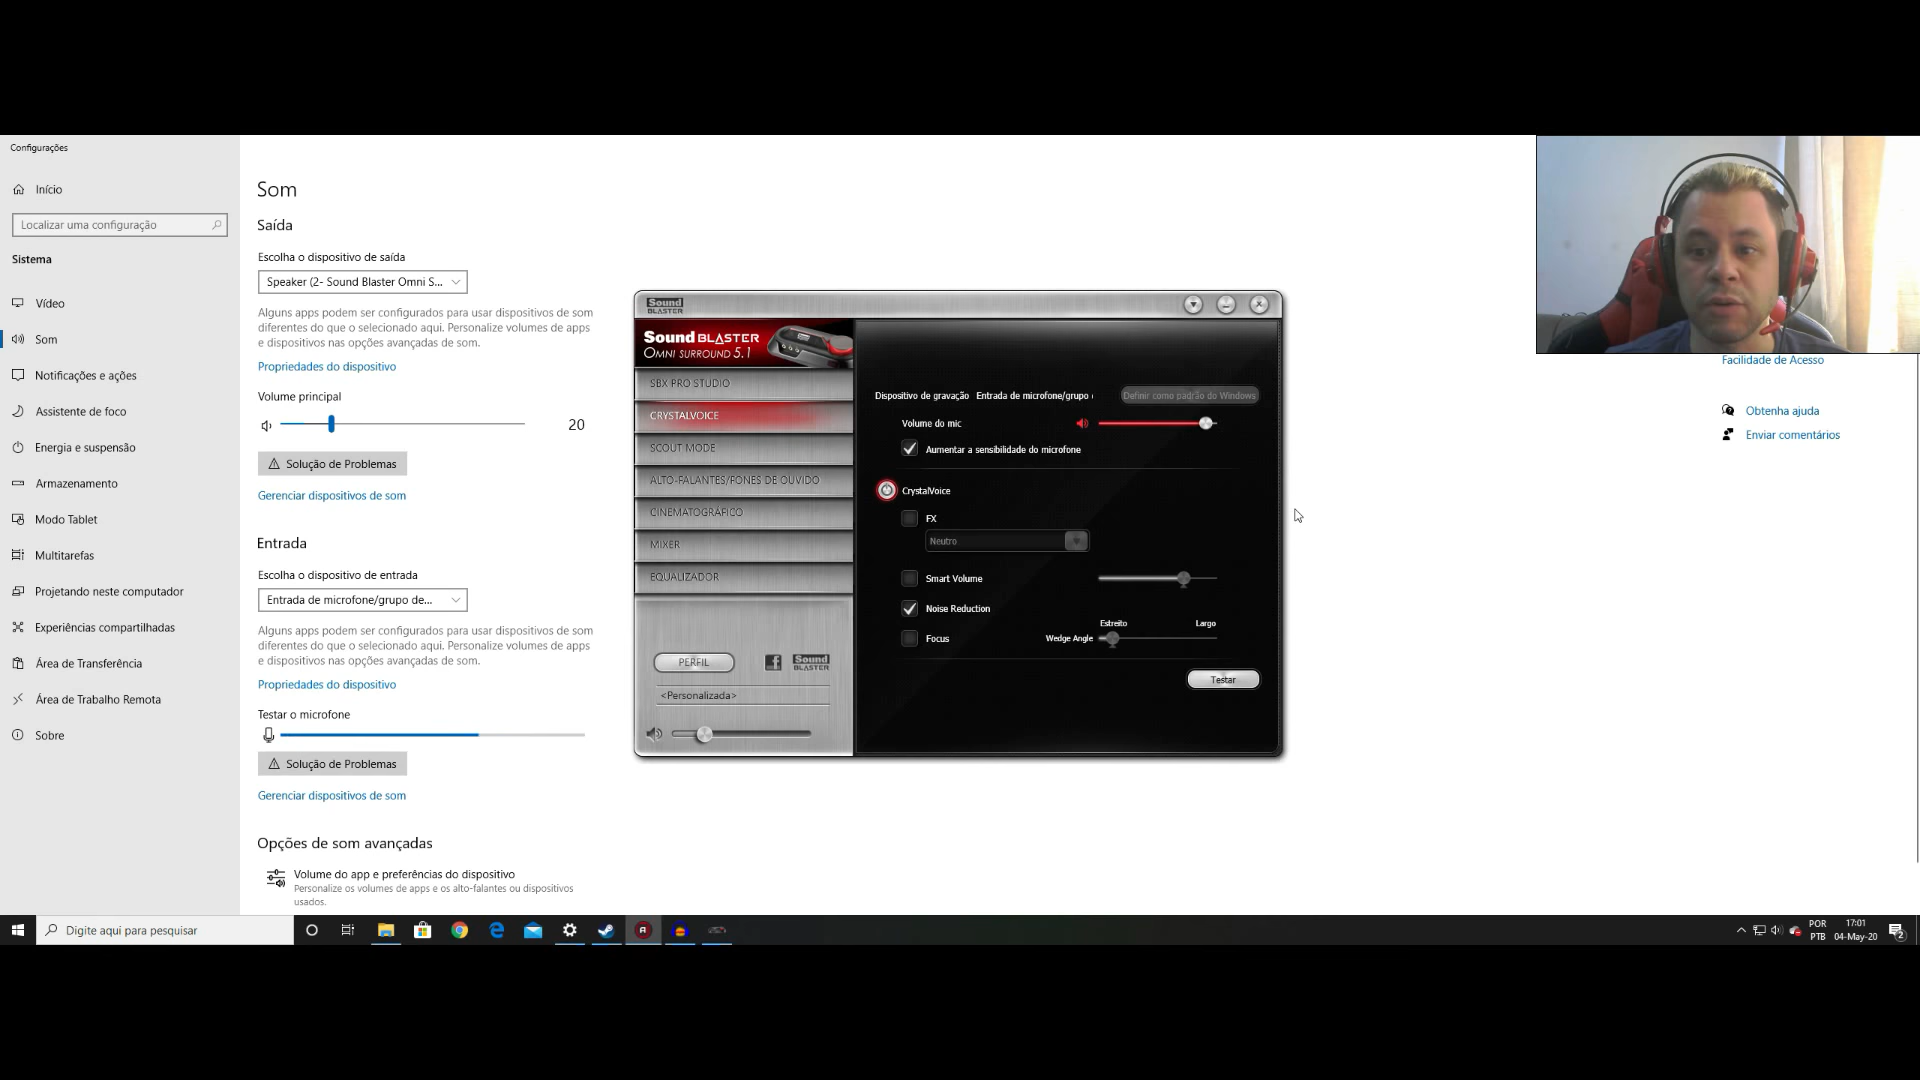 Configurações
Início
Localizar uma configuração
Sistema
Vídeo
Som
Notificações e ações
Assistente de foco
Energia e suspensão
Armazenamento
Modo Tablet
Multitarefas
Projetando neste computador
Experiências compartilhadas
Área de Transferência
Área de Trabalho Remota
Sobre
Som
Saída
Escolha o dispositivo de saída
Speaker (2- Sound Blaster Omni S...
Alguns apps podem ser configurados para usar dispositivos de som
diferentes do que o selecionado aqui. Personalize volumes de apps
e dispositivos nas opções avançadas de som.
Propriedades do dispositivo
Volume principal
20
Solução de Problemas
Gerenciar dispositivos de som
Entrada
Escolha o dispositivo de entrada
Entrada de microfone/grupo de...
Alguns apps podem ser configurados para usar dispositivos de som
diferentes do que o selecionado aqui. Personalize volumes de apps
e dispositivos nas opções avançadas de som.
Propriedades do dispositivo
Testar o microfone
Solução de Problemas
Gerenciar dispositivos de som
Opções de som avançadas
Volume do app e preferências do dispositivo
Personalize os volumes de apps e os alto-falantes ou dispositivos
usados.
Sound
BLASTER
Sound BLASTER
OMNI SURROUND 5.1
SBX PRO STUDIO
CRYSTALVOICE
SCOUT MODE
ALTO-FALANTES/FONES DE OUVIDO
CINEMATOGRÁFICO
MIXER
EQUALIZADOR
PERFIL
Sound
BLASTER
<Personalizada>
Dispositivo de gravação Entrada de microfone/grupo
Definir como padrão do Windows
Volume do mic
Aumentar a sensibilidade do microfone
CrystalVoice
FX
Neutro
Smart Volume
Noise Reduction
Estreito Largo
Focus Wedge Angle
Testar
Facilidade de Acesso
Obtenha ajuda
Enviar comentários
Digite aqui para pesquisar
POR
PTB
17:01
04-May-20
2